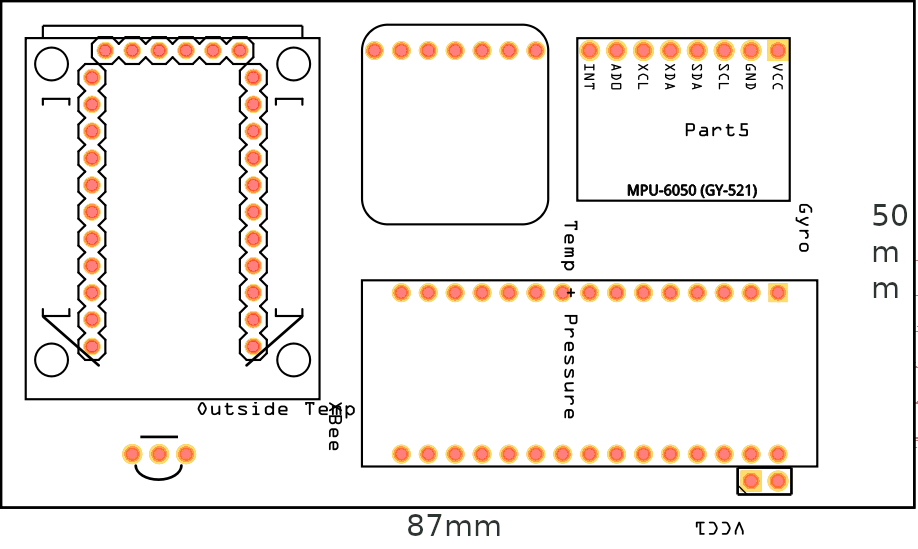 INT
AD0
XCL
XDA
SDA
SCL
GND
VCC
Part5
MPU-6050 (GY-521)
Gyro
50
m
m
Temp + Pressure
Outside Temp
XBee
87mm
VCC1